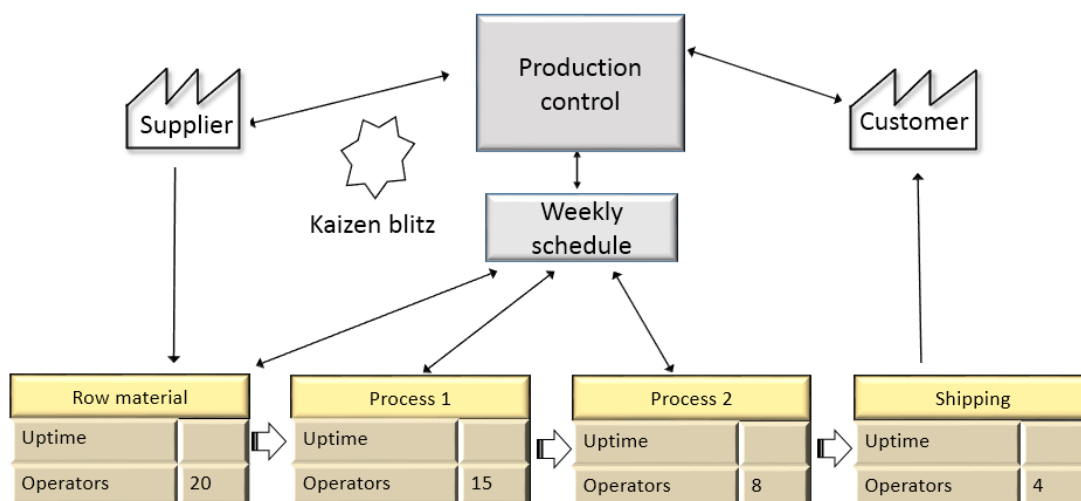 Production
control
Supplier
Customer
Kaizen blitz
Weekly
schedule
Row material
Process 1
Process 2
Shipping
Uptime
Uptime
Uptime
Uptime
Operators 20
Operators 15
Operators 8
Operators 4